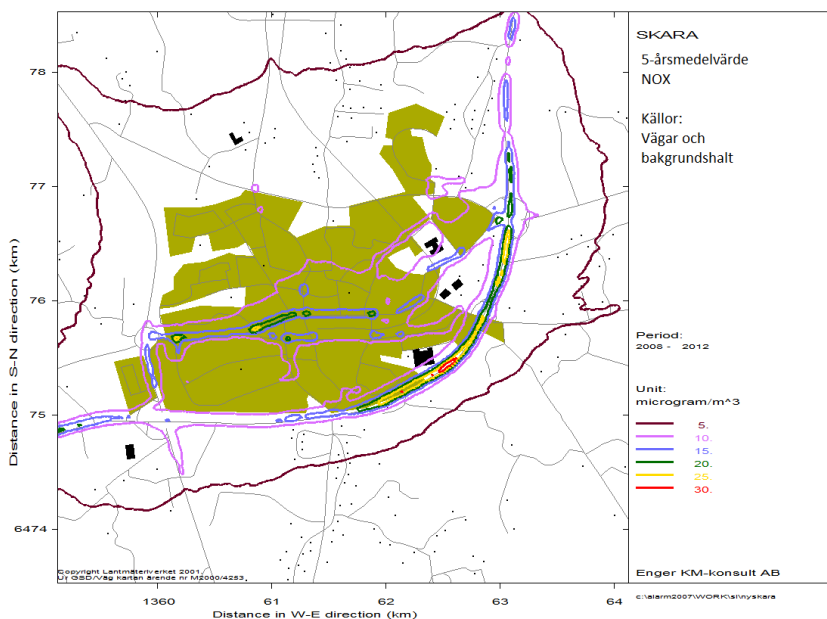 SKARA
5-årsmedelvärde
NOX
Källor:
Vägar och
bakgrundshalt
Period:
2008 - 2012
Unit:
microgram/m^3
5.
10.
15.
20.
25.
30.
Enger KM-konsult AB
c:\alarm2007\WORK\si\nyskara
Distance in S-N direction (km)
78
77
76
75
6474
Copyright Lantmäteriverket 2001.
Ur GSD/Väg kartan ärende nr M2000/4253.
1360
61
62
63
64
Distance in W-E direction (km)